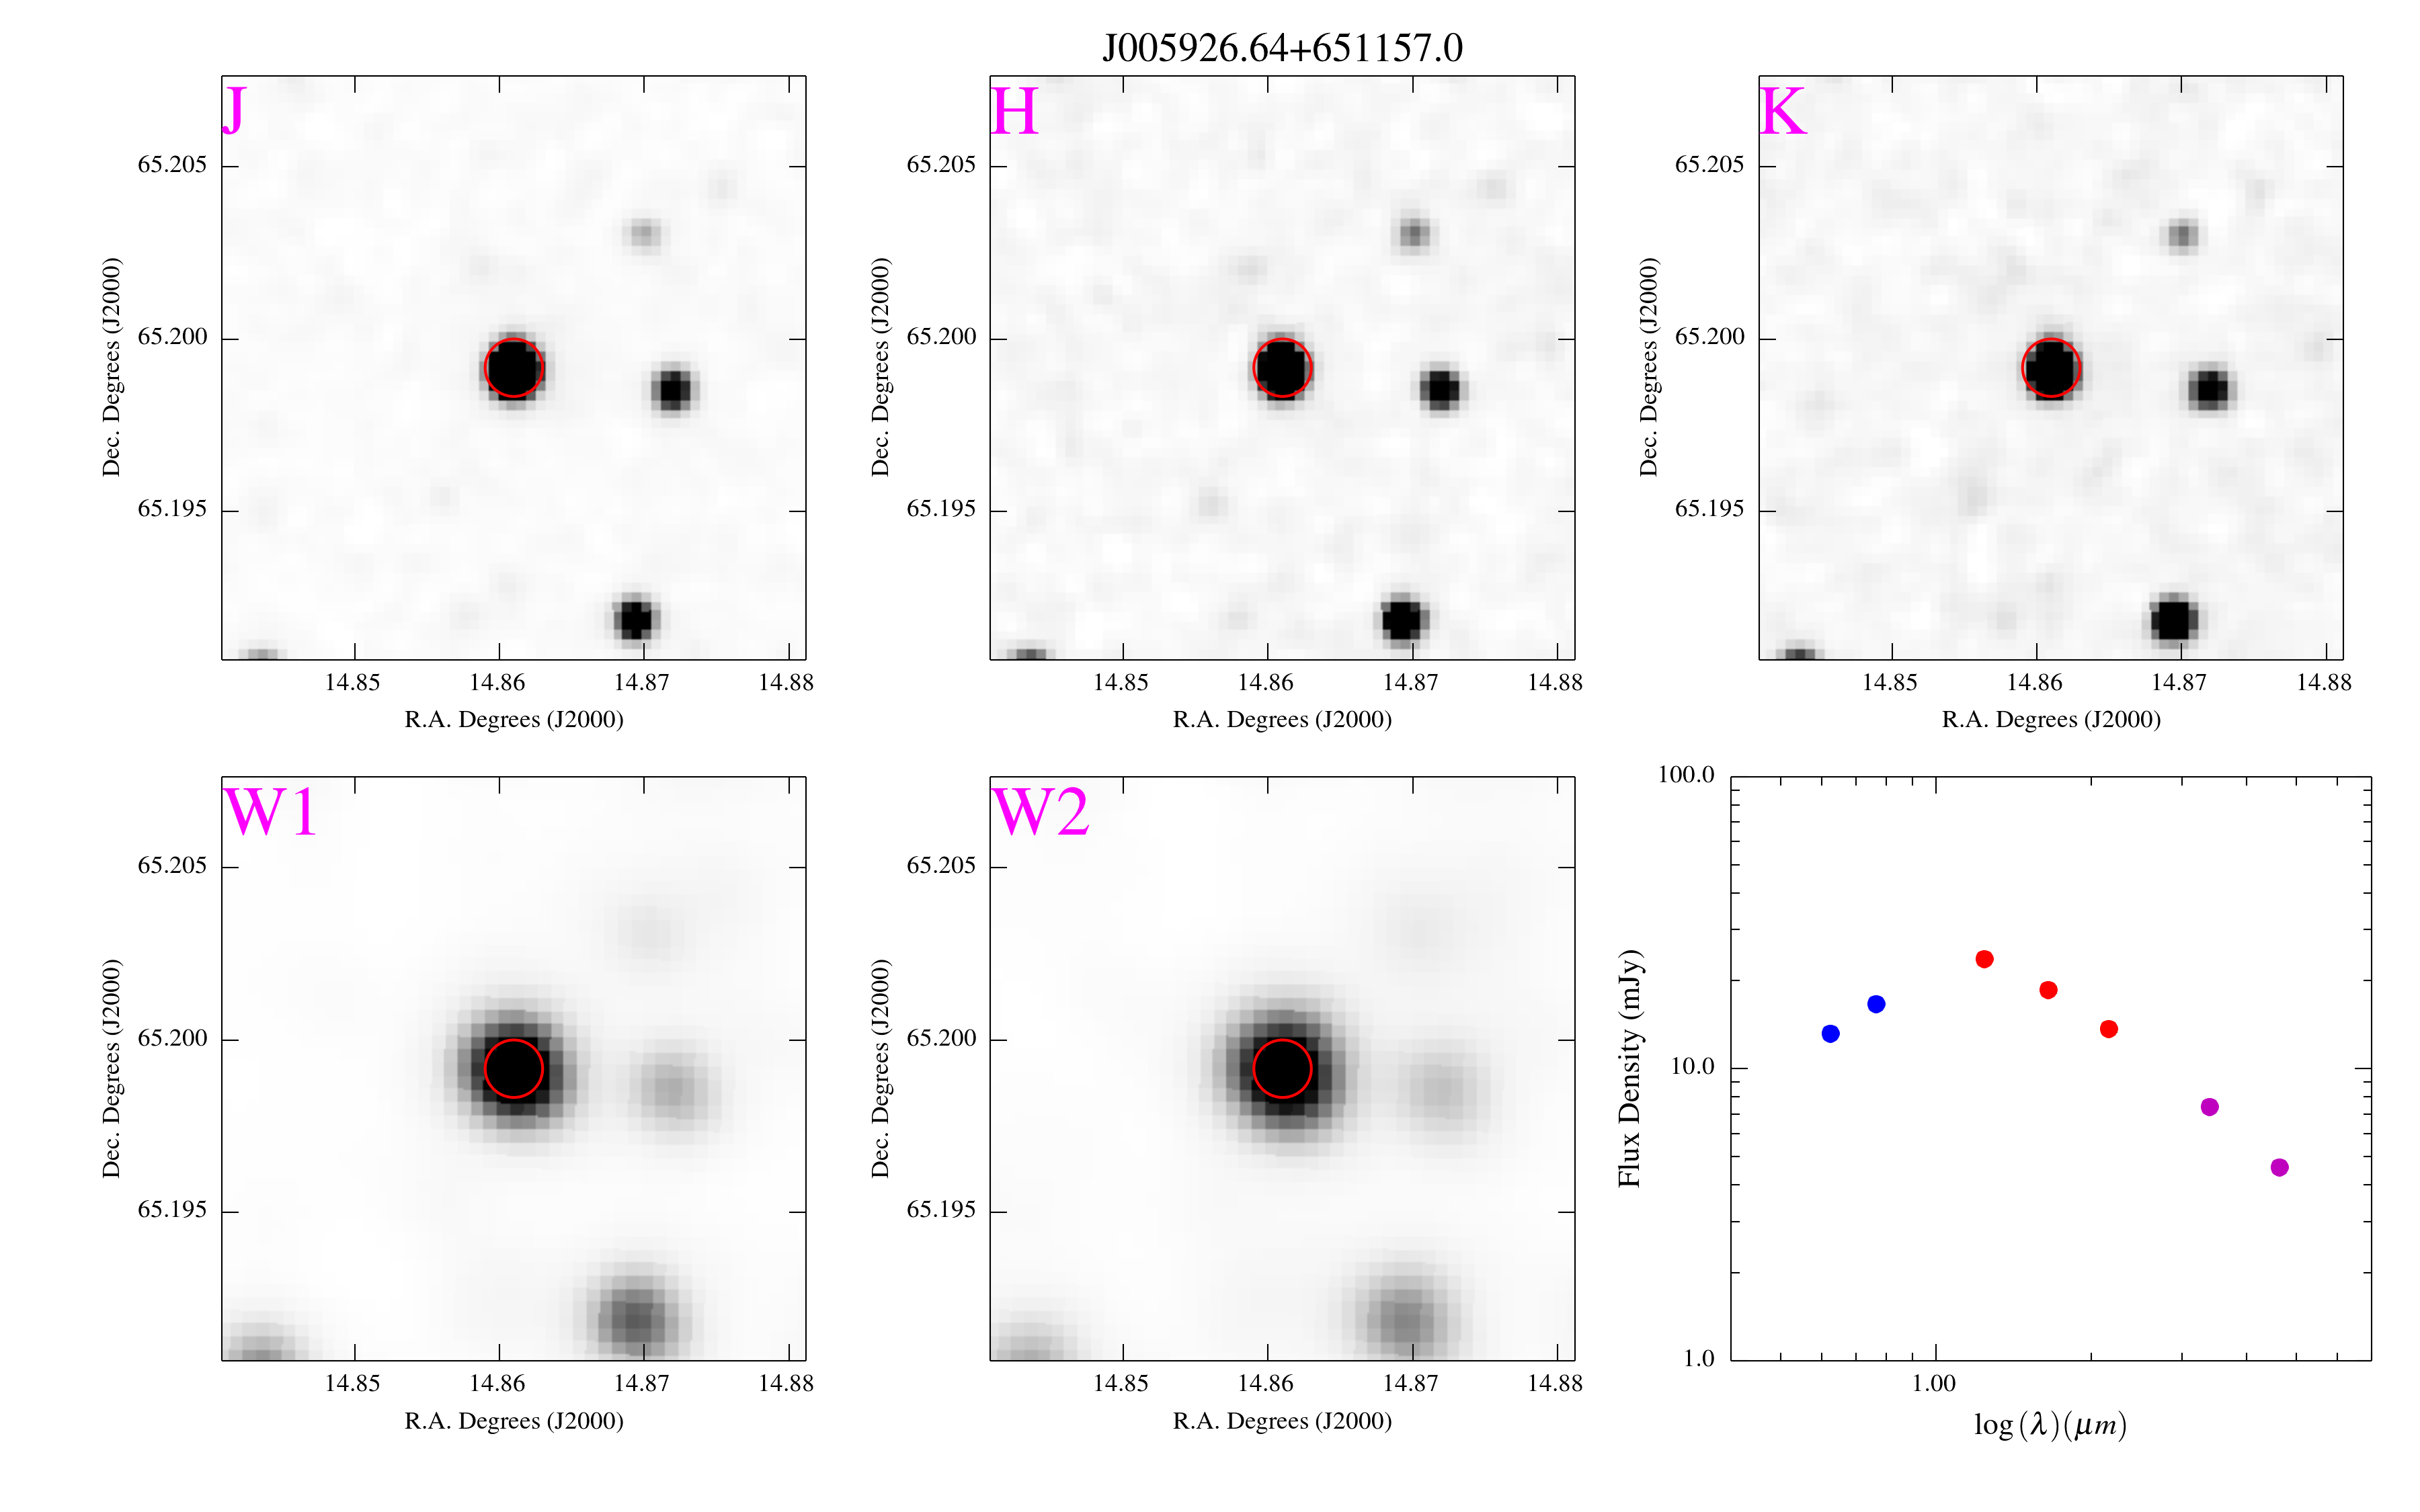 J005926.64+651157.0
J
65.205
65.200
65.195
Dec. Degrees (J2000)
14.85 14.86 14.87 14.88
R.A. Degrees (J2000)
H
65.205
65.200
65.195
Dec. Degrees (J2000)
14.85 14.86 14.87 14.88
R.A. Degrees (J2000)
K
65.205
65.200
65.195
Dec. Degrees (J2000)
14.85 14.86 14.87 14.88
R.A. Degrees (J2000)
W1
65.205
65.200
65.195
Dec. Degrees (J2000)
14.85 14.86 14.87 14.88
R.A. Degrees (J2000)
W2
65.205
65.200
65.195
Dec. Degrees (J2000)
14.85 14.86 14.87 14.88
R.A. Degrees (J2000)
100.0
10.0
1.0
Flux Density (mJy)
1.00
log (λ)(μm)